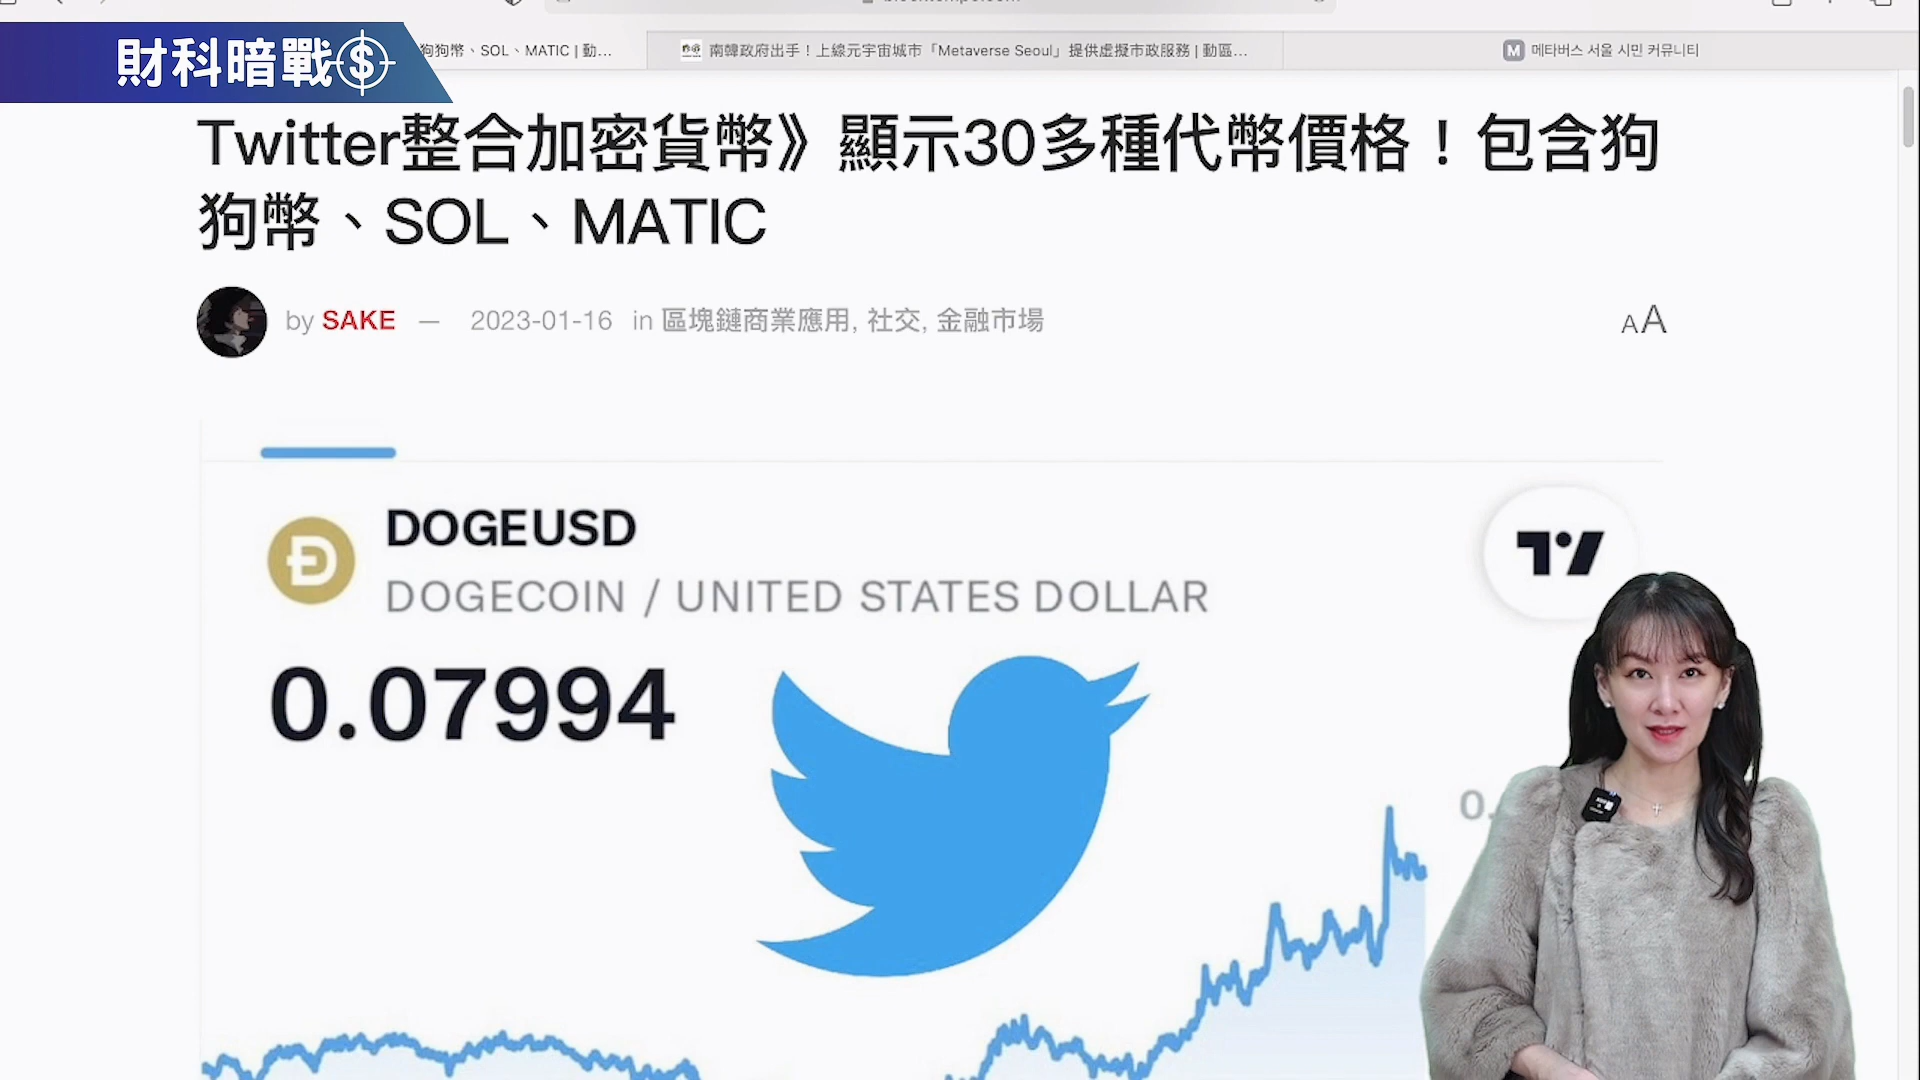 財科暗戰
狗狗幣、SOL、MATIC | 動...
南韓政府出手！上線元宇宙城市「Metaverse Seoul」提供虛擬市政服務 | 動區...
M 메타버스 서울 시민 커뮤니티
Twitter整合加密貨幣》顯示30多種代幣價格！包含狗
狗幣、SOL、MATIC
by SAKE — 2023-01-16 in 區塊鏈商業應用, 社交, 金融市場
AA
DOGEUSD
DOGECOIN / UNITED STATES DOLLAR
0.07994
0.